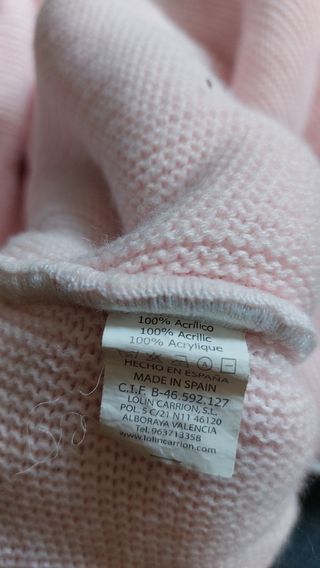 100% Acrílico
100% Acrilic
100% Acrylique
HECHO EN ESPAÑA
MADE IN SPAIN
C.I.F. B-46.592.127
LOLIN CARRION, S.L.
POL. 5 C/21 N11 46120
ALBORAYA VALENCIA
Tel. 963713358
www.lolincarrion.com